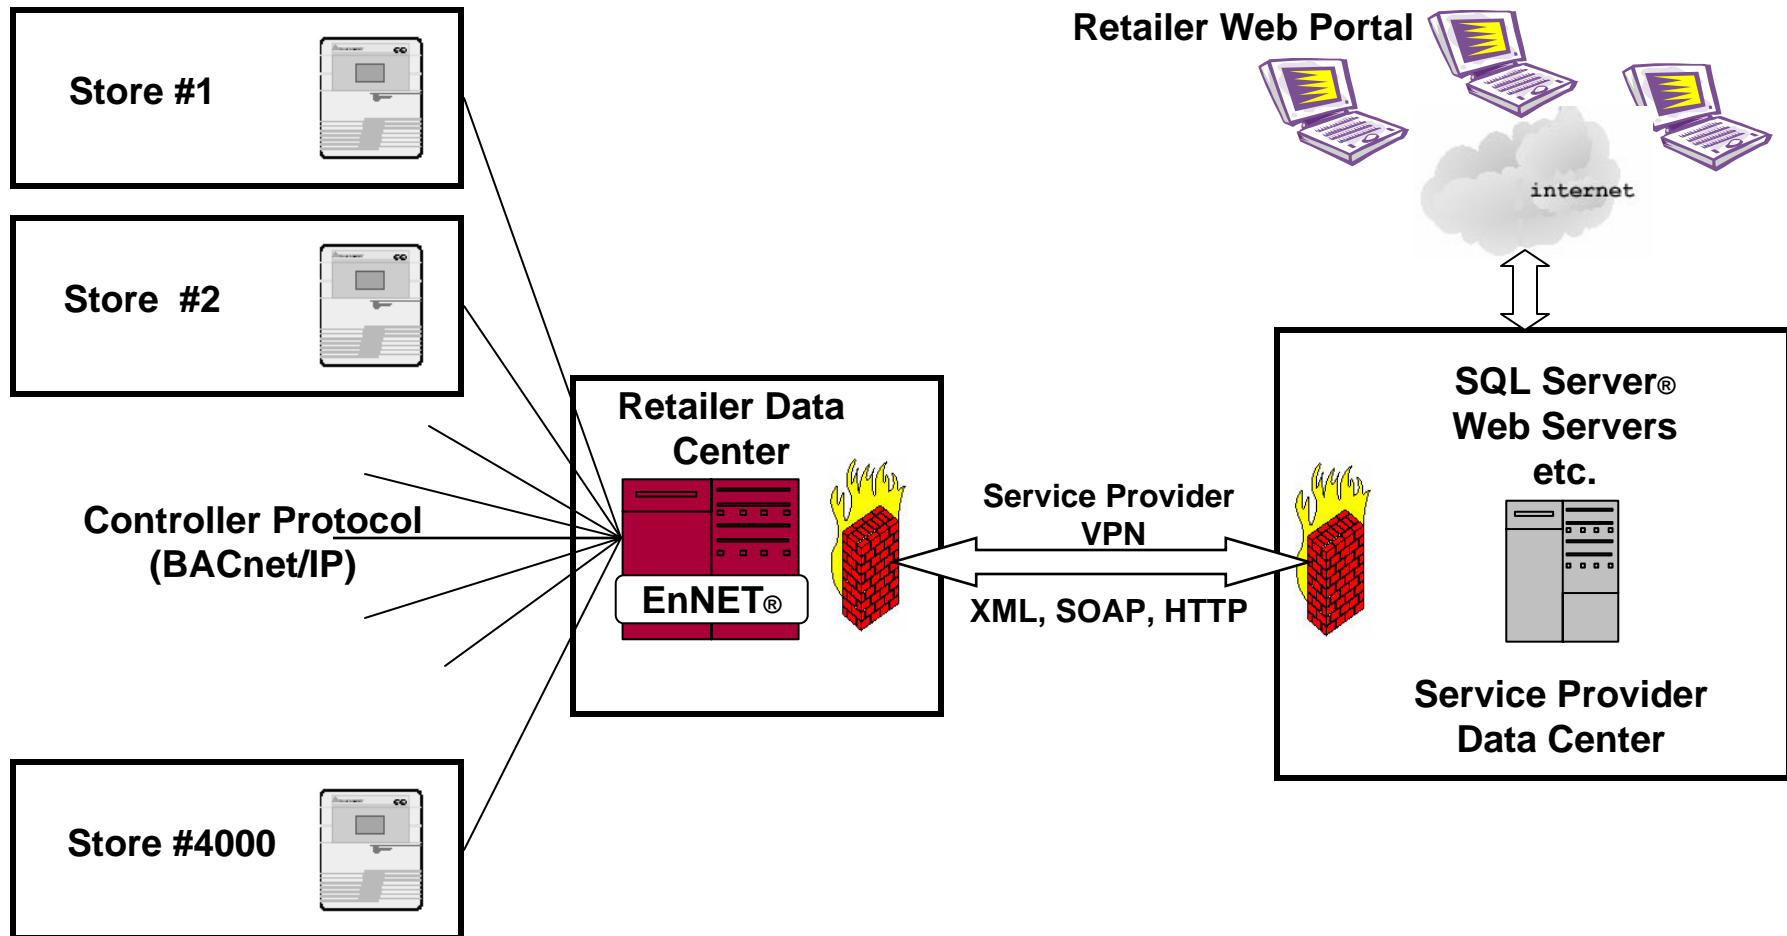 Store #1
Store #2
Controller Protocol
(BACnet/IP)
Store #4000
Retailer Data
Center
EnNET®
Service Provider
VPN
XML, SOAP, HTTP
Retailer Web Portal
internet
SQL Server®
Web Servers
etc.
Service Provider
Data Center